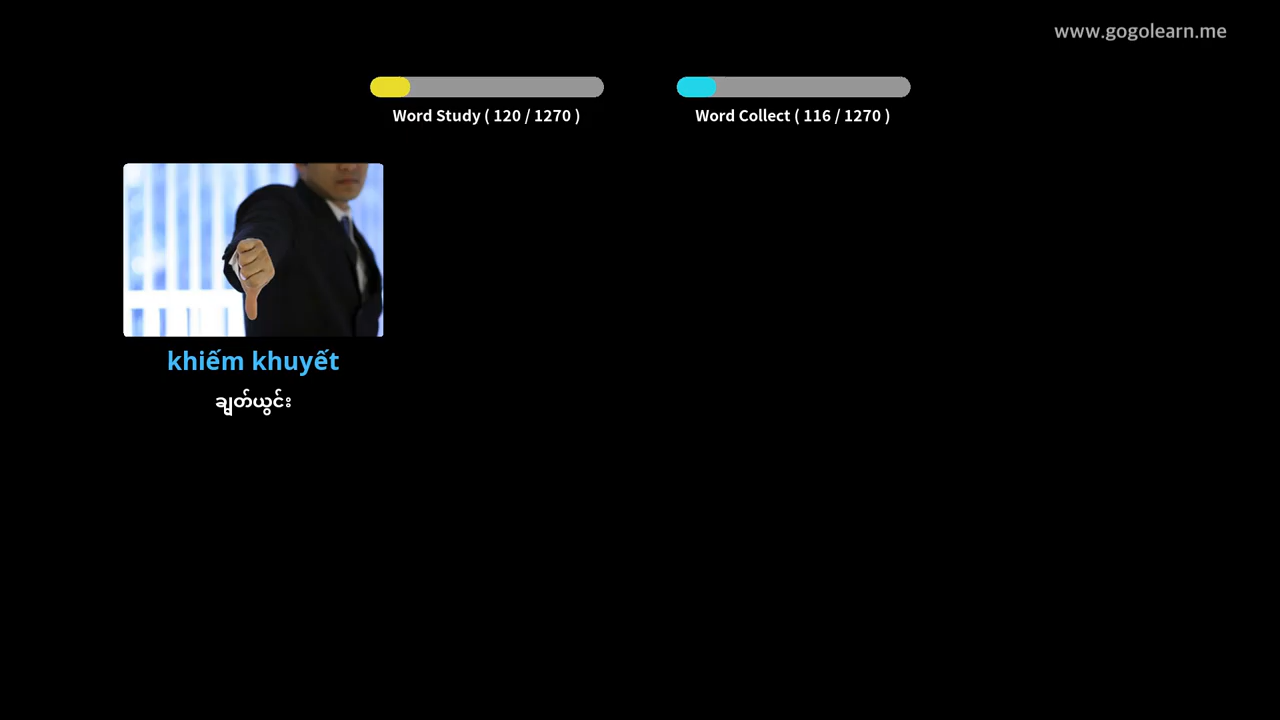 www.gogolearn.me
Word Study ( 120 / 1270 )
Word Collect ( 116 / 1270 )
khiếm khuyết
ချွတ်ယွင်း